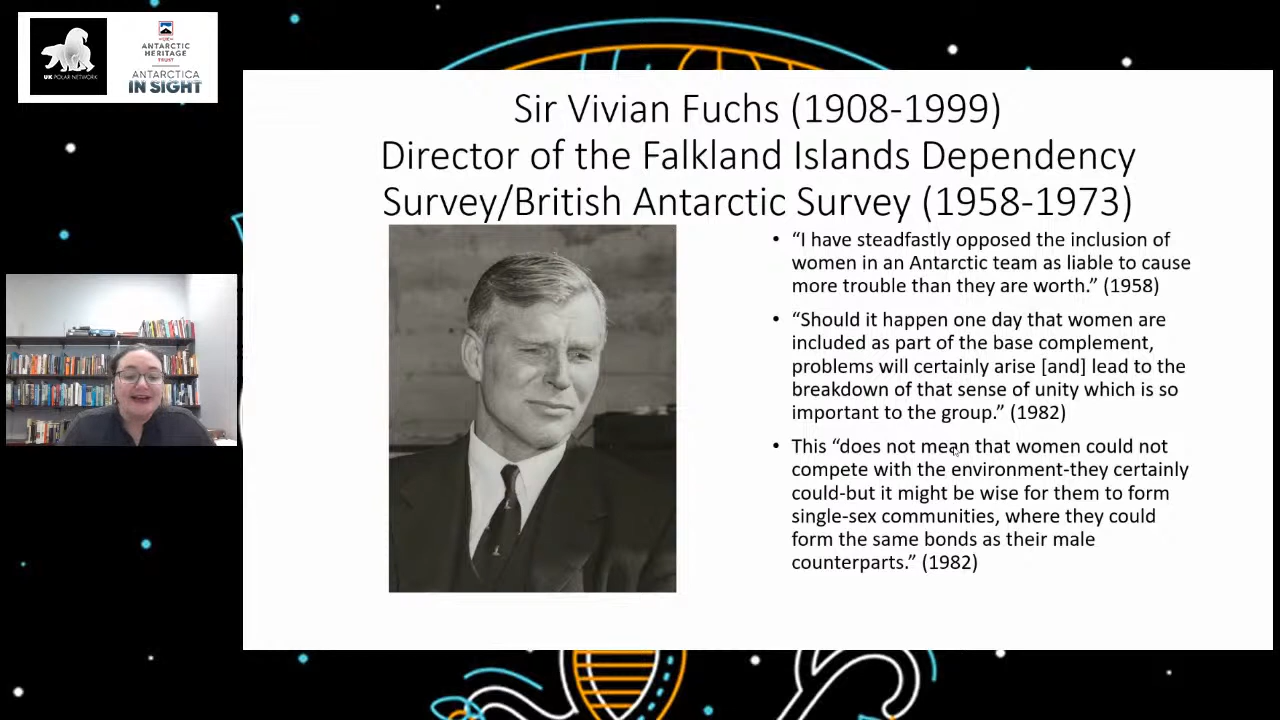 UK POLAR NETWORK
UK
ANTARCTIC
HERITAGE
TRUST
ANTARCTICA
IN SIGHT
Sir Vivian Fuchs (1908-1999)
Director of the Falkland Islands Dependency
Survey/British Antarctic Survey (1958-1973)
• “I have steadfastly opposed the inclusion of
women in an Antarctic team as liable to cause
more trouble than they are worth.” (1958)
• “Should it happen one day that women are
included as part of the base complement,
problems will certainly arise [and] lead to the
breakdown of that sense of unity which is so
important to the group.” (1982)
• This “does not mean that women could not
compete with the environment-they certainly
could-but it might be wise for them to form
single-sex communities, where they could
form the same bonds as their male
counterparts.” (1982)